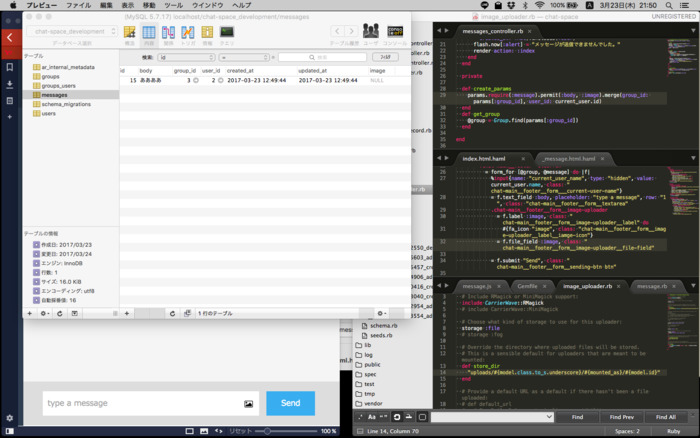 プレビュー ファイル 編集 表示 移動 ツール ウインドウ ヘルプ
100% 3月23日(木) 21:50
(MySQL 5.7.17) localhost/chat-space_development/messages
chat-space_development
データベース選択
構造 内容 リレーション トリガー テーブル情報 クエリー
テーブル履歴 ユーザー コンソール
テーブル
ar_internal_metadata
groups
groups_users
messages
schema_migrations
users
検索: id = 検索 フィルタ
id body group_id user_id created_at updated_at image
15 ああああ 3 2 2017-03-23 12:49:44 2017-03-23 12:49:44 NULL
テーブルの情報
作成日: 2017/03/23
変更日: 2017/03/24
エンジン: InnoDB
行数: 1
サイズ: 16.0 KiB
エンコーディング: utf8
自動採番値: 16
1 行のテーブル
type a message
Send
リセット 100 %
image_uploader.rb — chat-space
UNREGISTERED
messages_controller.rb
flash.now[:alert] = "メッセージが送信できませんでした。"
render action: :index
end
end
private
def create_params
params.require(:message).permit(:body, :image).merge(group_id:
params[:group_id], user_id: current_user.id)
end
def get_group
@group = Group.find(params[:group_id])
end
end
index.html.haml
_message.html.haml
= form_for [@group, @message] do |f|
%input{name: "current_user_name", type: "hidden", value:
current_user.name, class: "
chat-main__footer__form___current-user-name"}
= f.text_field :body, placeholder: "type a message", row: "1
", class: "chat-main__footer__form__textarea"
.chat-main__footer__form__image-uploader
= f.label :image, class: "
chat-main__footer__form__image-uploader__label" do
= f.file_field :image, class: "
chat-main__footer__form__image-uploader__file-field"
= f.submit "Send", class: "
chat-main__footer__form__sending-btn btn"
message.js
Gemfile
image_uploader.rb
message.rb
# Include RMagick or MiniMagick support:
include CarrierWave::RMagick
# include CarrierWave::MiniMagick
# Choose what kind of storage to use for this uploader:
storage :file
# storage :fog
# Override the directory where uploaded files will be stored.
# This is a sensible default for uploaders that are meant to be
mounted:
def store_dir
"uploads/#{model.class.to_s.underscore}/#{mounted_as}/#{model.id}"
end
# Provide a default URL as a default if there hasn't been a file
uploaded:
# def default_url
schema.rb
seeds.rb
lib
log
public
spec
test
tmp
vendor
Find Find Prev Find All
Line 14, Column 70 Spaces: 2 Ruby